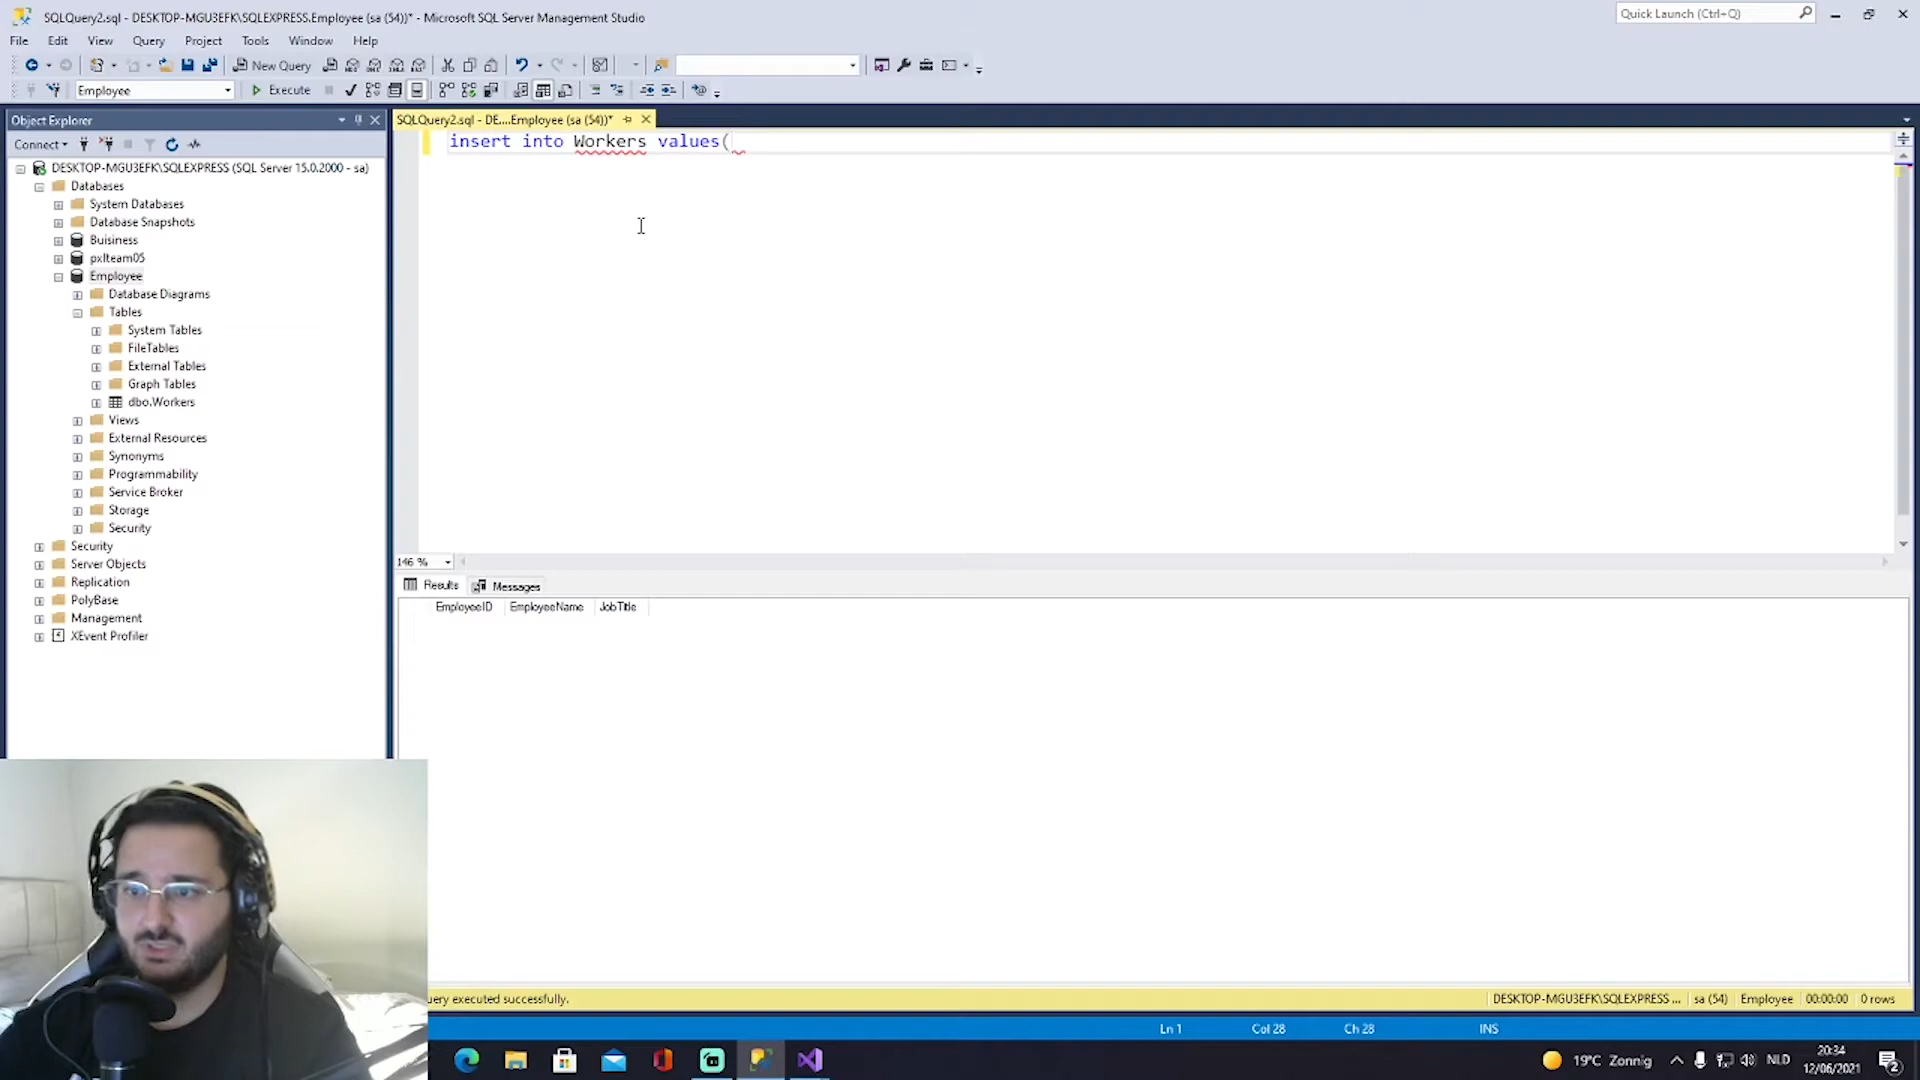 SQLQuery2.sql - DESKTOP-MGU3EFK\SQLEXPRESS.Employee (sa (54))* - Microsoft SQL Server Management Studio
Quick Launch (Ctrl+Q)
File Edit View Query Project Tools Window Help
New Query
Employee
Execute
Object Explorer
SQLQuery2.sql - DE....Employee (sa (54))*
Connect
insert into Workers values(
DESKTOP-MGU3EFK\SQLEXPRESS (SQL Server 15.0.2000 - sa)
Databases
System Databases
Database Snapshots
Buisiness
pxlteam05
Employee
Database Diagrams
Tables
System Tables
FileTables
External Tables
Graph Tables
dbo.Workers
Views
External Resources
Synonyms
Programmability
Service Broker
Storage
Security
Security
Server Objects
Replication
PolyBase
Management
XEvent Profiler
146 %
Results Messages
EmployeeID EmployeeName JobTitle
uery executed successfully.
DESKTOP-MGU3EFK\SQLEXPRESS ... sa (54) Employee 00:00:00 0 rows
Ln 1 Col 28 Ch 28 INS
19°C Zonnig NLD
20:34
12/06/2021
2